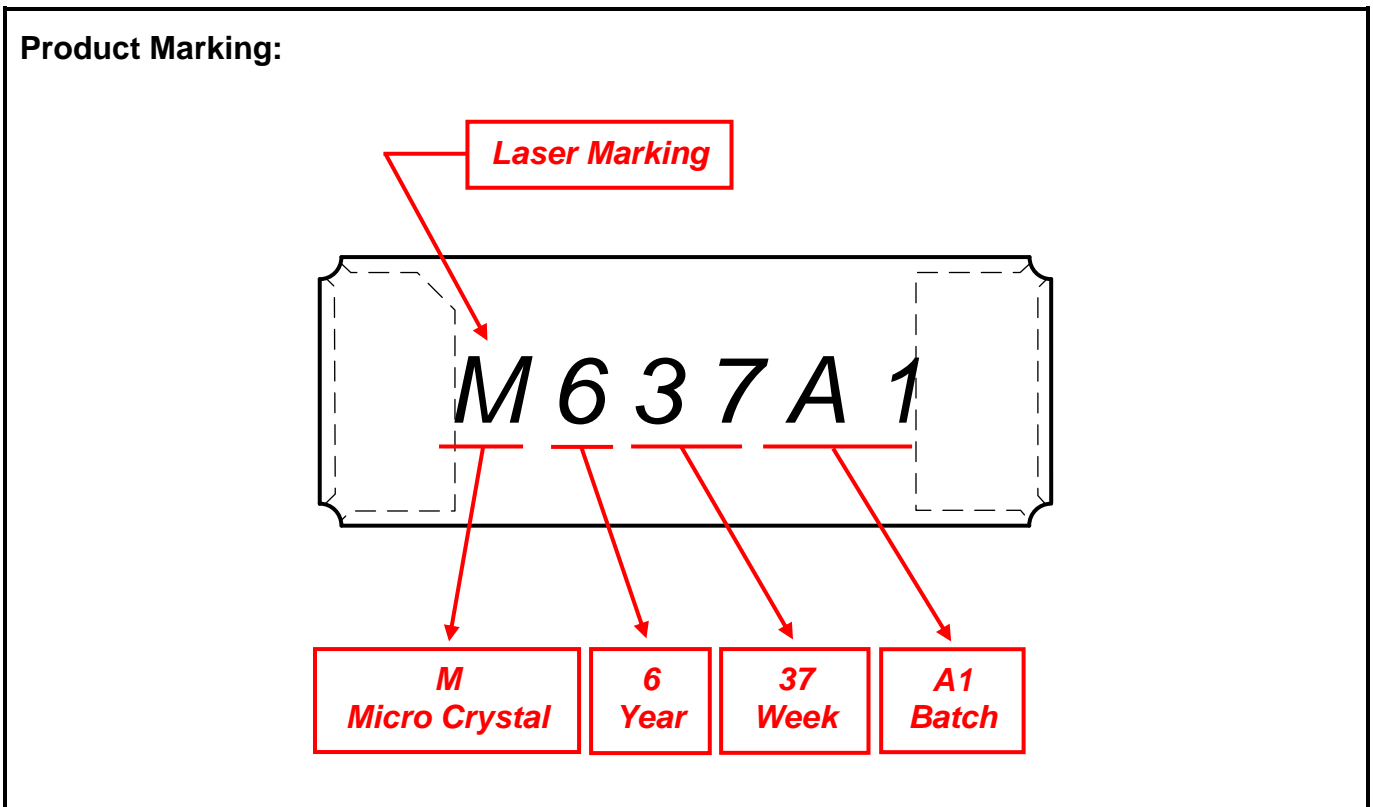 Product Marking:
Laser Marking
M 6 3 7 A 1
M
Micro Crystal
6
Year
37
Week
A1
Batch